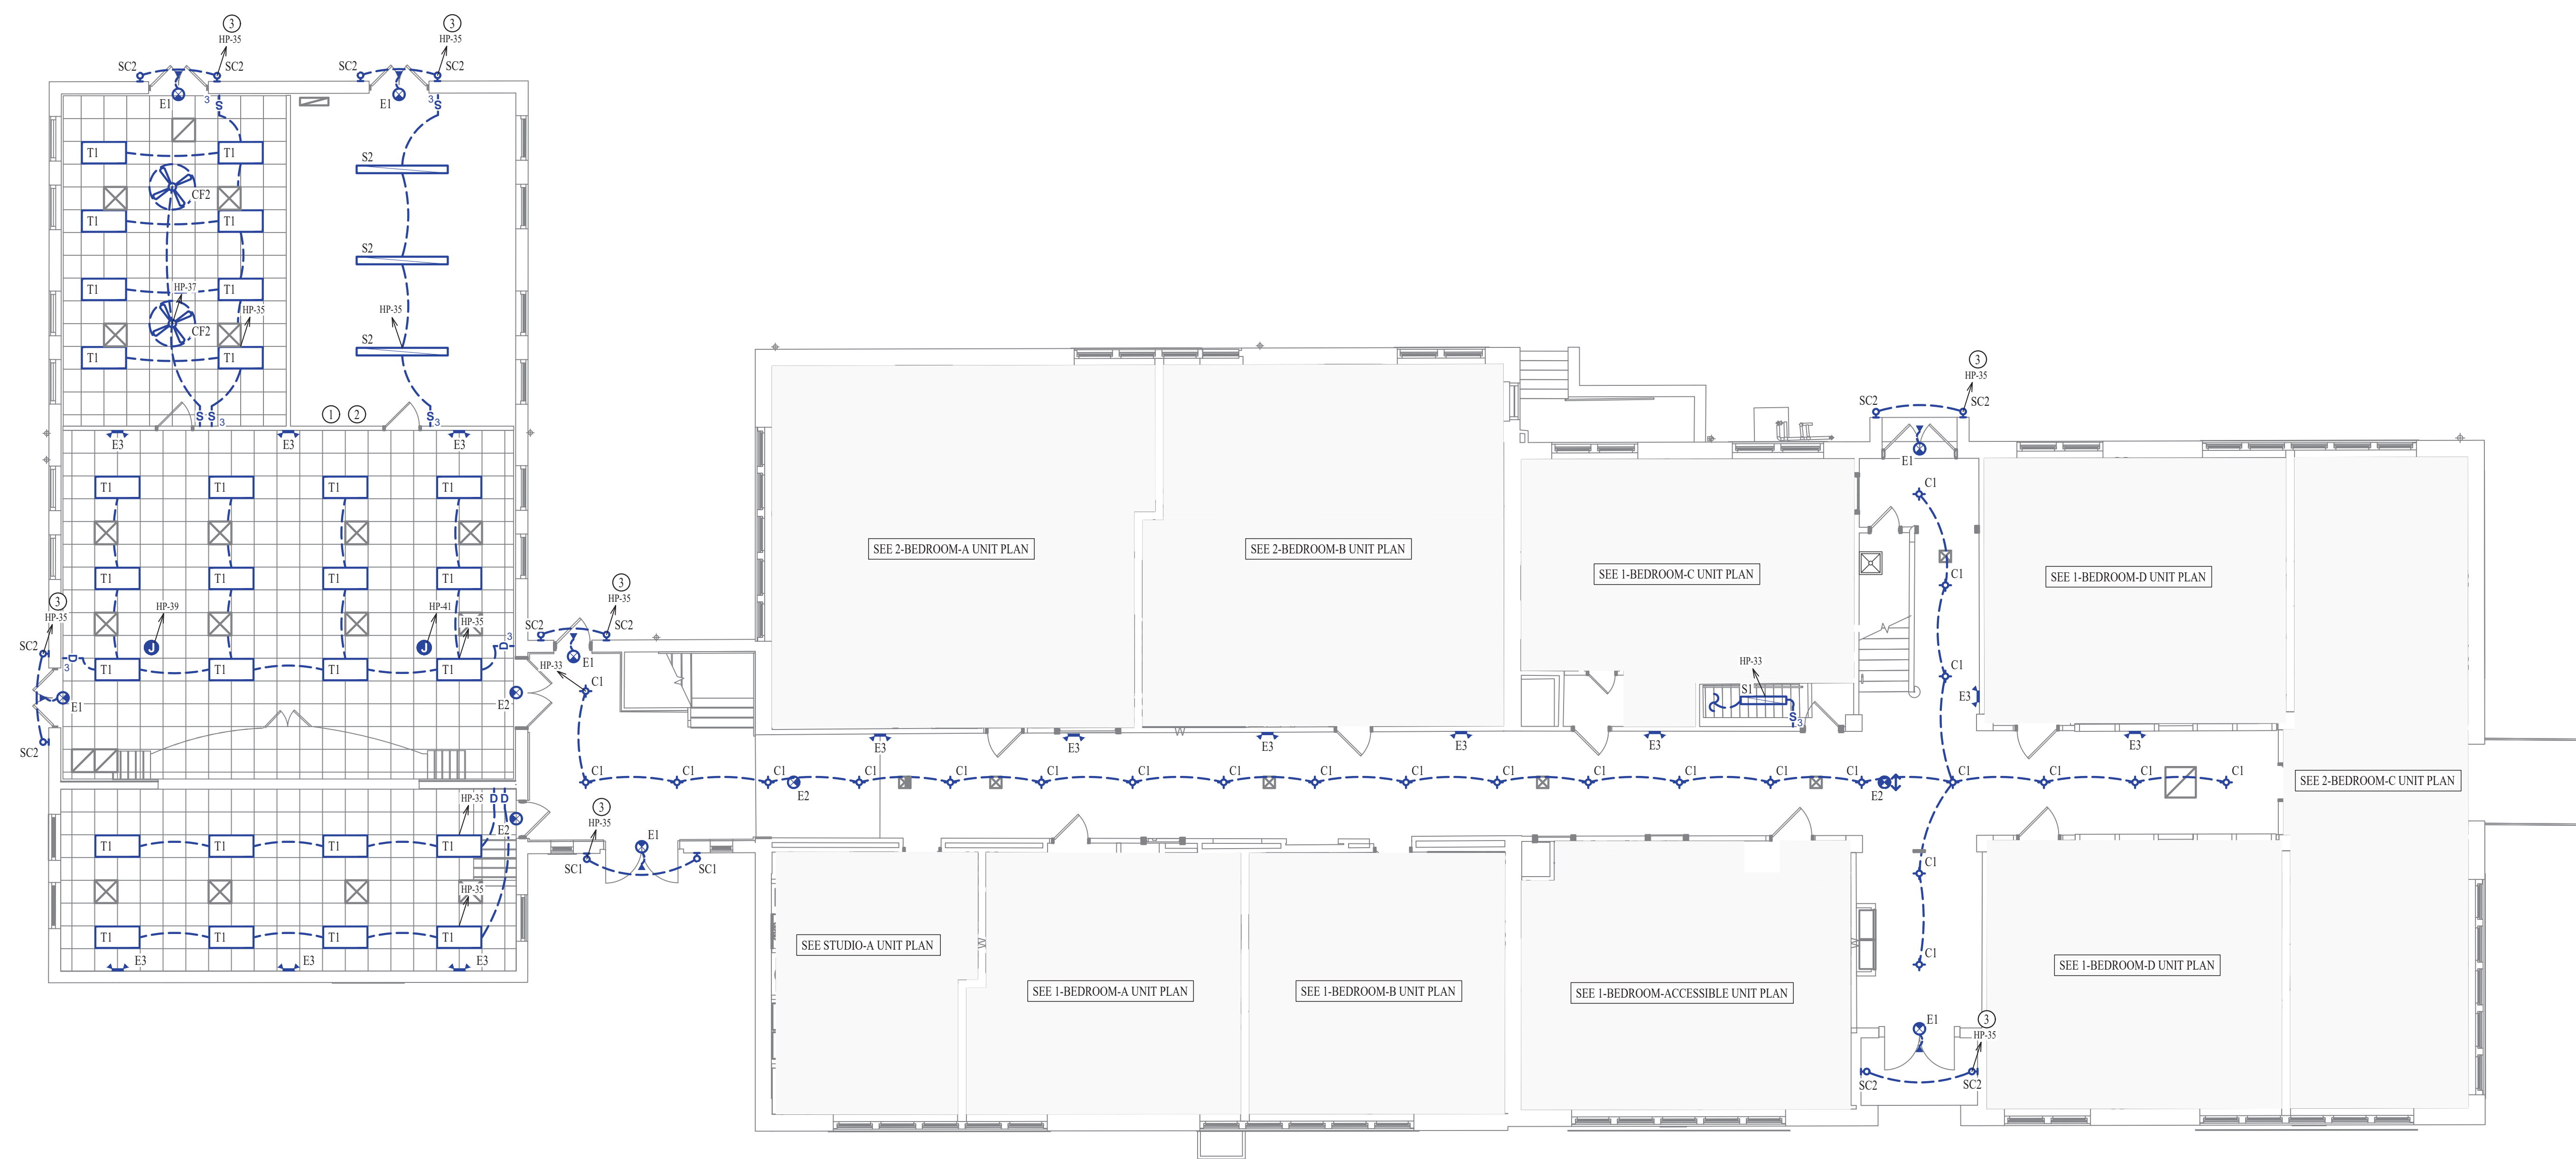 3 3
HP-35 HP-35
SC2 SC2 SC2 SC2
E1 3 S E1 3 S
T1 T1 S2
CF2
T1 T1
S2
HP-37
T1 T1
HP-35 HP-35
CF2
S2
T1 T1
3
HP-35
SC2 SC2
S S 3 1 2 S 3
E3 E3 E3
E1
T1 T1 T1 T1 C1
SEE 2-BEDROOM-A UNIT PLAN SEE 2-BEDROOM-B UNIT PLAN
SEE 1-BEDROOM-C UNIT PLAN SEE 1-BEDROOM-D UNIT PLAN
T1 T1 T1 T1 C1
3 3
HP-39 HP-41 HP-35
HP-35 HP-35
SC2 SC2
3
SC2 J J D
3 D
E1 HP-33
T1 T1 T1 T1 HP-33 C1
C1 S1 E3
E1 E2 S 3
SC2
E3 E3 E3 E3 E3 E3
C1 C1 C1 C1 C1 C1 C1 C1 C1 C1 C1 C1 C1 C1 C1 C1 C1 C1 C1
SEE 2-BEDROOM-C UNIT PLAN
HP-35 D D E2 E2
3
HP-35
E2
T1 T1 T1 T1 E1
SC1 SC1 C1
HP-35
T1 T1 T1 T1
SEE STUDIO-A UNIT PLAN
E3 E3 E3 C1
SEE 1-BEDROOM-D UNIT PLAN
SEE 1-BEDROOM-A UNIT PLAN SEE 1-BEDROOM-B UNIT PLAN SEE 1-BEDROOM-ACCESSIBLE UNIT PLAN
E1 3
HP-35
SC2 SC2